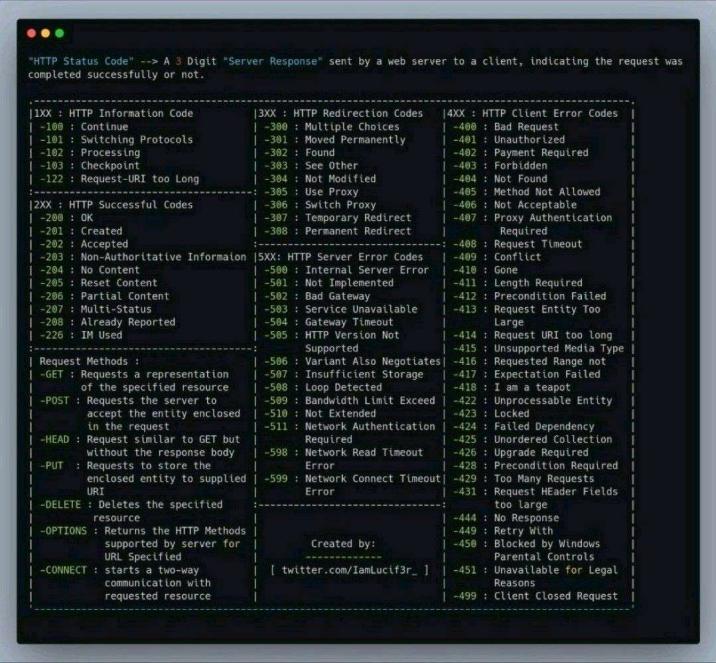 "HTTP Status Code" --> A 3 Digit "Server Response" sent by a web server to a client, indicating the request was
completed successfully or not.
1XX : HTTP Information Code
-100 : Continue
-101 : Switching Protocols
-102 : Processing
-103 : Checkpoint
-122 : Request-URI too Long
2XX : HTTP Successful Codes
-200 : OK
-201 : Created
-202 : Accepted
-203 : Non-Authoritative Informaion
-204 : No Content
-205 : Reset Content
-206 : Partial Content
-207 : Multi-Status
-208 : Already Reported
-226 : IM Used
Request Methods :
-GET : Requests a representation
of the specified resource
-POST : Requests the server to
accept the entity enclosed
in the request
-HEAD : Request similar to GET but
without the response body
-PUT : Requests to store the
enclosed entity to supplied
URI
-DELETE : Deletes the specified
resource
-OPTIONS : Returns the HTTP Methods
supported by server for
URL Specified
-CONNECT : starts a two-way
communication with
requested resource
3XX : HTTP Redirection Codes
-300 : Multiple Choices
-301 : Moved Permanently
-302 : Found
-303 : See Other
-304 : Not Modified
-305 : Use Proxy
-306 : Switch Proxy
-307 : Temporary Redirect
-308 : Permanent Redirect
5XX: HTTP Server Error Codes
-500 : Internal Server Error
-501 : Not Implemented
-502 : Bad Gateway
-503 : Service Unavailable
-504 : Gateway Timeout
-505 : HTTP Version Not
Supported
-506 : Variant Also Negotiates
-507 : Insufficient Storage
-508 : Loop Detected
-509 : Bandwidth Limit Exceed
-510 : Not Extended
-511 : Network Authentication
Required
-598 : Network Read Timeout
Error
-599 : Network Connect Timeout
Error
Created by:
-------------
[ twitter.com/IamLucif3r_ ]
4XX : HTTP Client Error Codes
-400 : Bad Request
-401 : Unauthorized
-402 : Payment Required
-403 : Forbidden
-404 : Not Found
-405 : Method Not Allowed
-406 : Not Acceptable
-407 : Proxy Authentication
Required
-408 : Request Timeout
-409 : Conflict
-410 : Gone
-411 : Length Required
-412 : Precondition Failed
-413 : Request Entity Too
Large
-414 : Request URI too long
-415 : Unsupported Media Type
-416 : Requested Range not
-417 : Expectation Failed
-418 : I am a teapot
-422 : Unprocessable Entity
-423 : Locked
-424 : Failed Dependency
-425 : Unordered Collection
-426 : Upgrade Required
-428 : Precondition Required
-429 : Too Many Requests
-431 : Request HEader Fields
too large
-444 : No Response
-449 : Retry With
-450 : Blocked by Windows
Parental Controls
-451 : Unavailable for Legal
Reasons
-499 : Client Closed Request